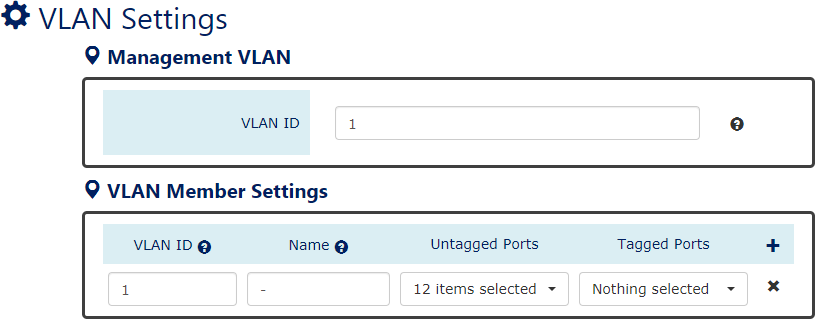 VLAN Settings
Management VLAN
VLAN ID
1
VLAN Member Settings
VLAN ID Name Untagged Ports Tagged Ports
1 - 12 items selected Nothing selected